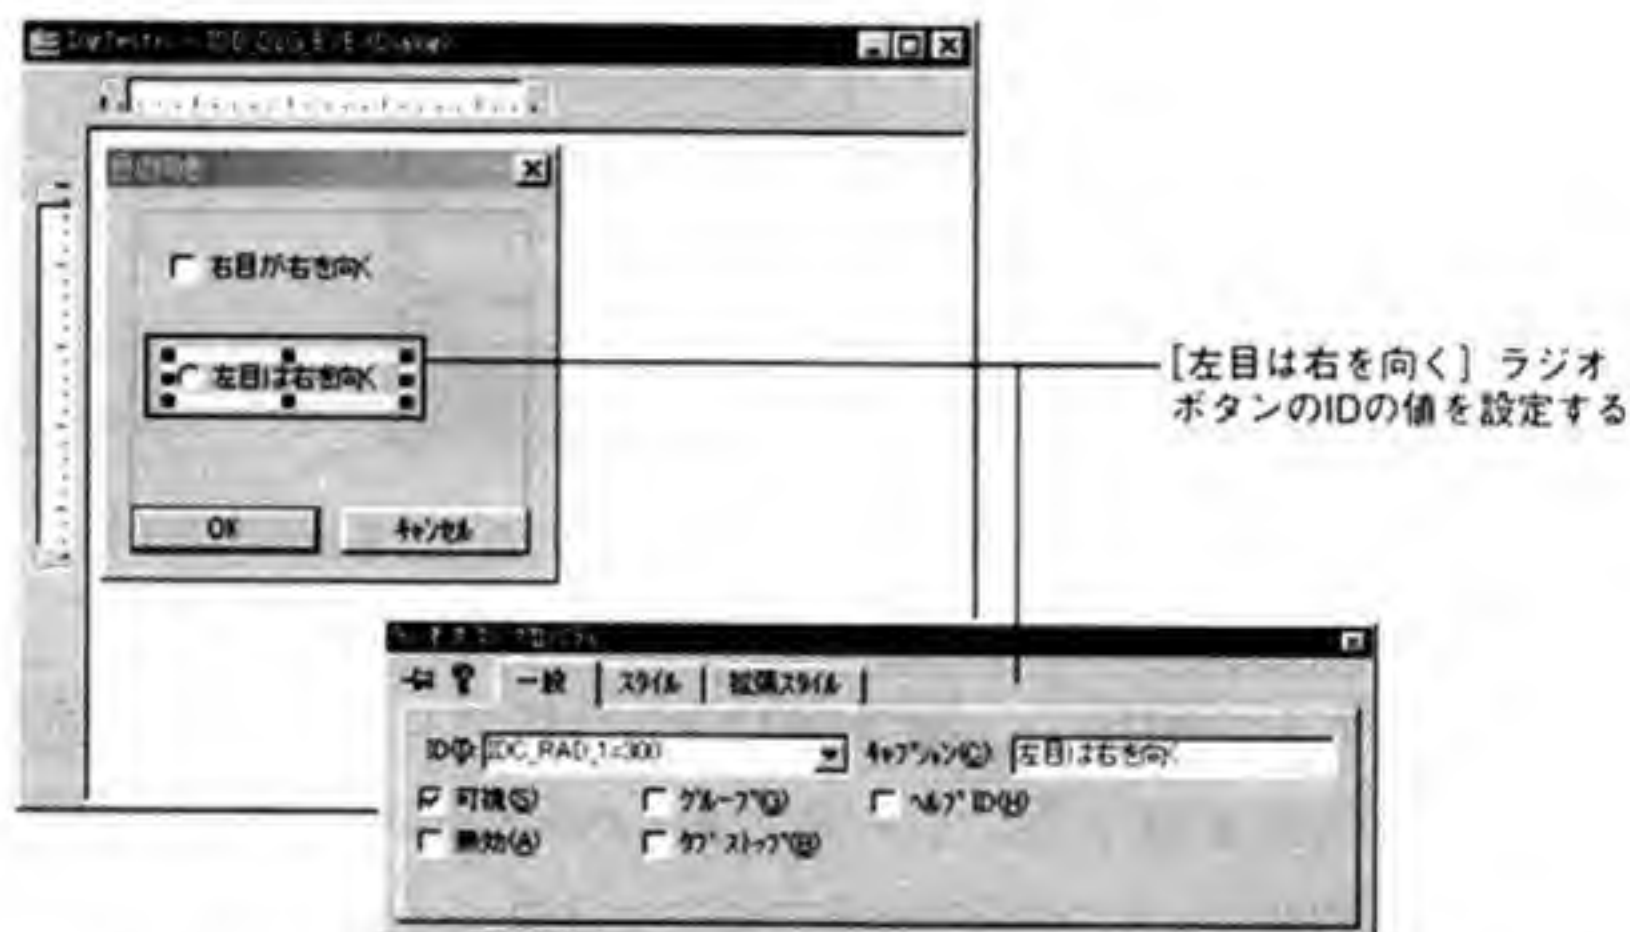 右目が右を向く
左目は右を向く
OK
キャンセル
[左目は右を向く] ラジオ
ボタンのIDの値を設定する
一般 スタイル 拡張スタイル
ID(I): IDC_RAD_1=300 キャプション(C): 左目は右を向く
可視(S) グループ(G) ヘルプ ID(H)
無効(A) タブ ストップ(B)